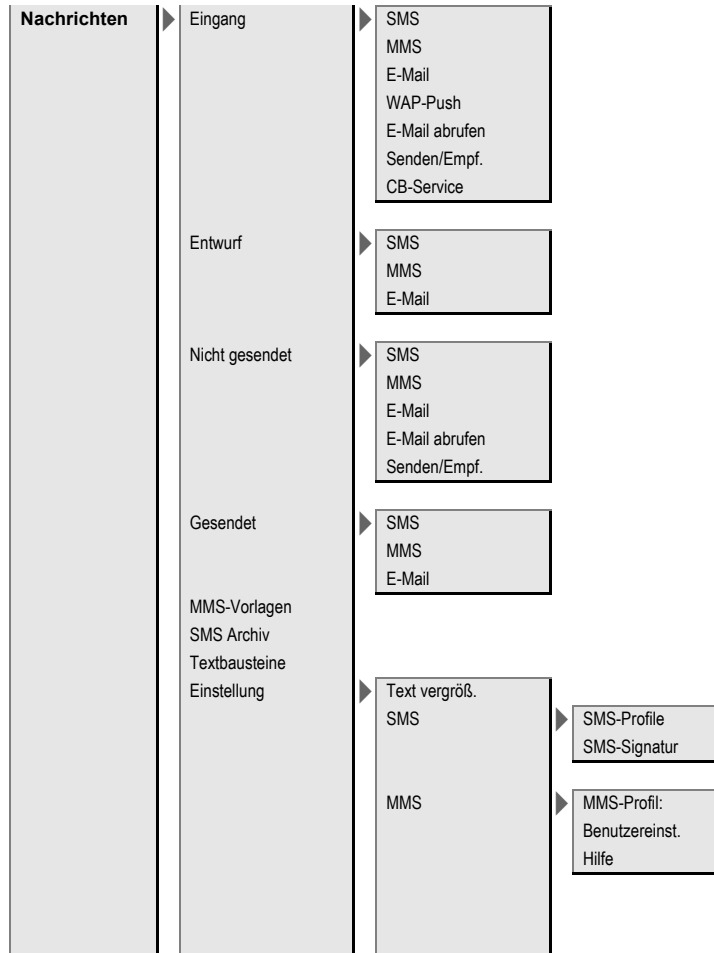 Nachrichten
Eingang
SMS
MMS
E-Mail
WAP-Push
E-Mail abrufen
Senden/Empf.
CB-Service
Entwurf
SMS
MMS
E-Mail
Nicht gesendet
SMS
MMS
E-Mail
E-Mail abrufen
Senden/Empf.
Gesendet
SMS
MMS
E-Mail
MMS-Vorlagen
SMS Archiv
Textbausteine
Einstellung
Text vergröß.
SMS
SMS-Profile
SMS-Signatur
MMS
MMS-Profil:
Benutzereinst.
Hilfe